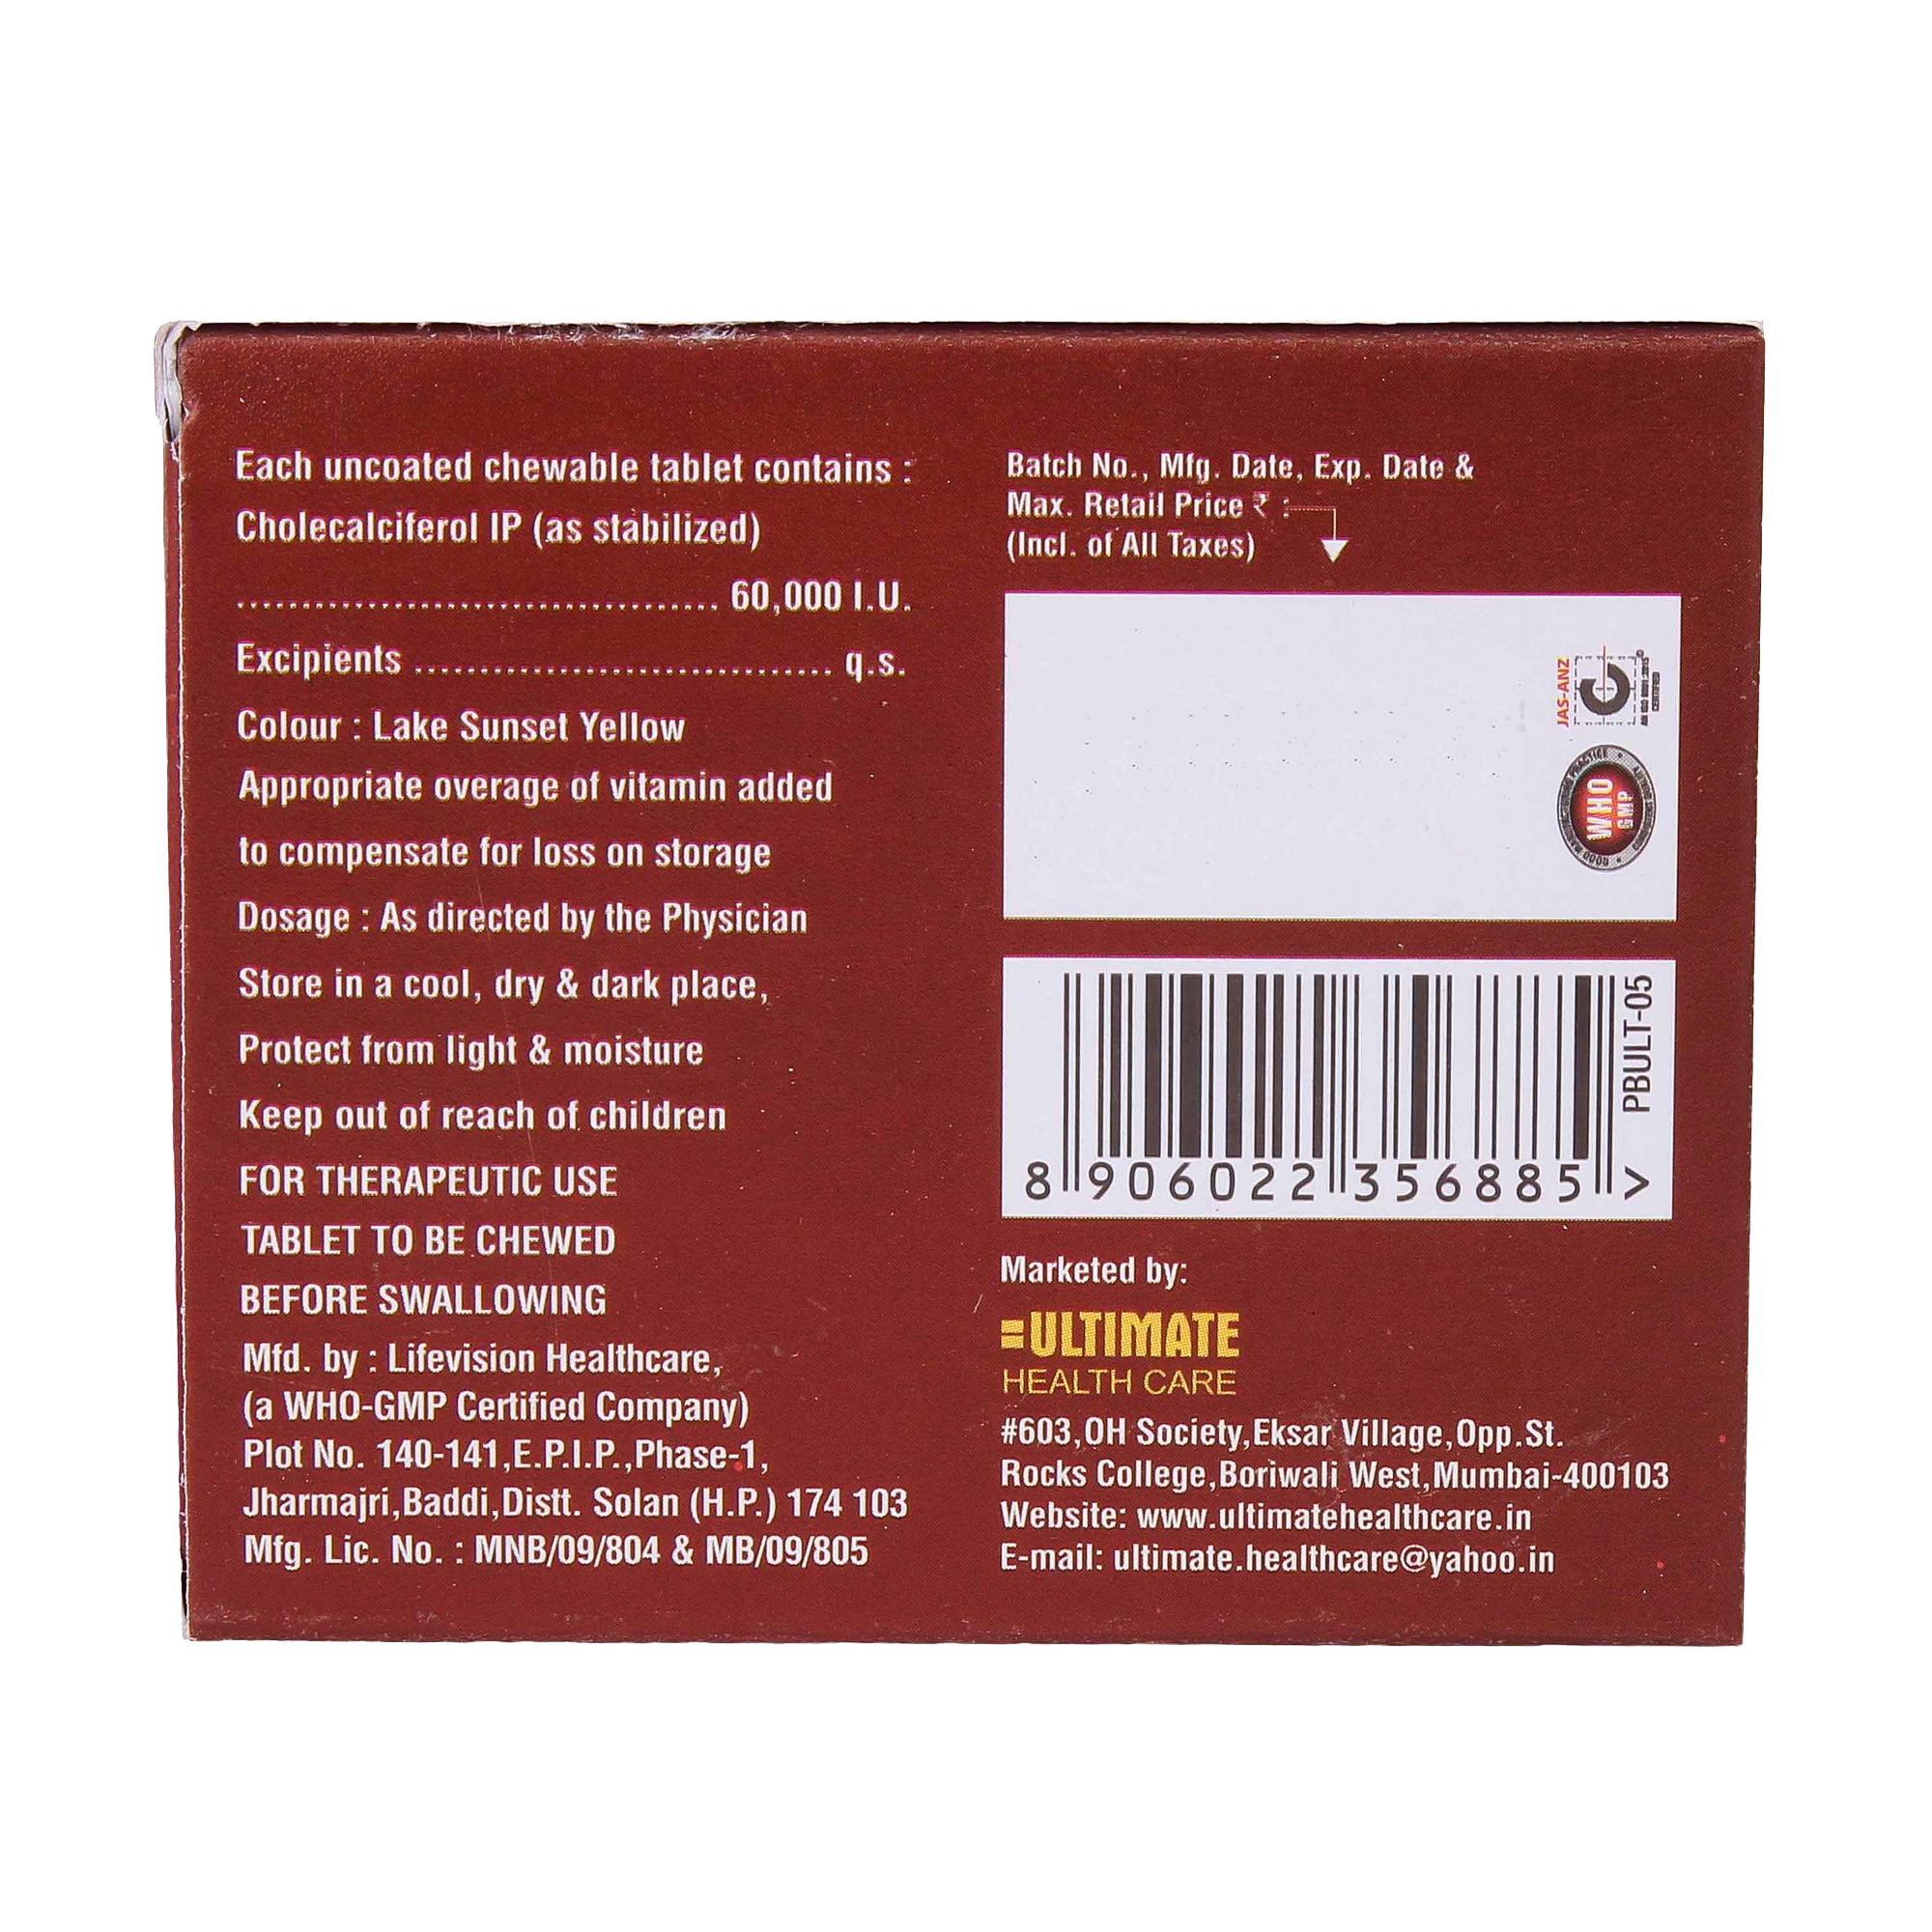 Each uncoated chewable tablet contains :
Cholecalciferol IP (as stabilized)
..................................... 60,000 I.U.
Excipients ................................ q.s.
Colour : Lake Sunset Yellow
Appropriate overage of vitamin added
to compensate for loss on storage
Dosage : As directed by the Physician
Store in a cool, dry & dark place,
Protect from light & moisture
Keep out of reach of children
FOR THERAPEUTIC USE
TABLET TO BE CHEWED
BEFORE SWALLOWING
Mfd. by : Lifevision Healthcare,
(a WHO-GMP Certified Company)
Plot No. 140-141,E.P.I.P.,Phase-1,
Jharmajri,Baddi,Distt. Solan (H.P.) 174 103
Mfg. Lic. No. : MNB/09/804 & MB/09/805
Batch No., Mfg. Date, Exp. Date &
Max. Retail Price ₹ :
(Incl. of All Taxes)
JAS-ANZ
CERTIFIED
WHO
GMP
PBULT-05
8 906022 356885 >
Marketed by:
ULTIMATE
HEALTH CARE
#603,OH Society,Eksar Village,Opp.St.
Rocks College,Boriwali West,Mumbai-400103
Website: www.ultimatehealthcare.in
E-mail: ultimate.healthcare@yahoo.in